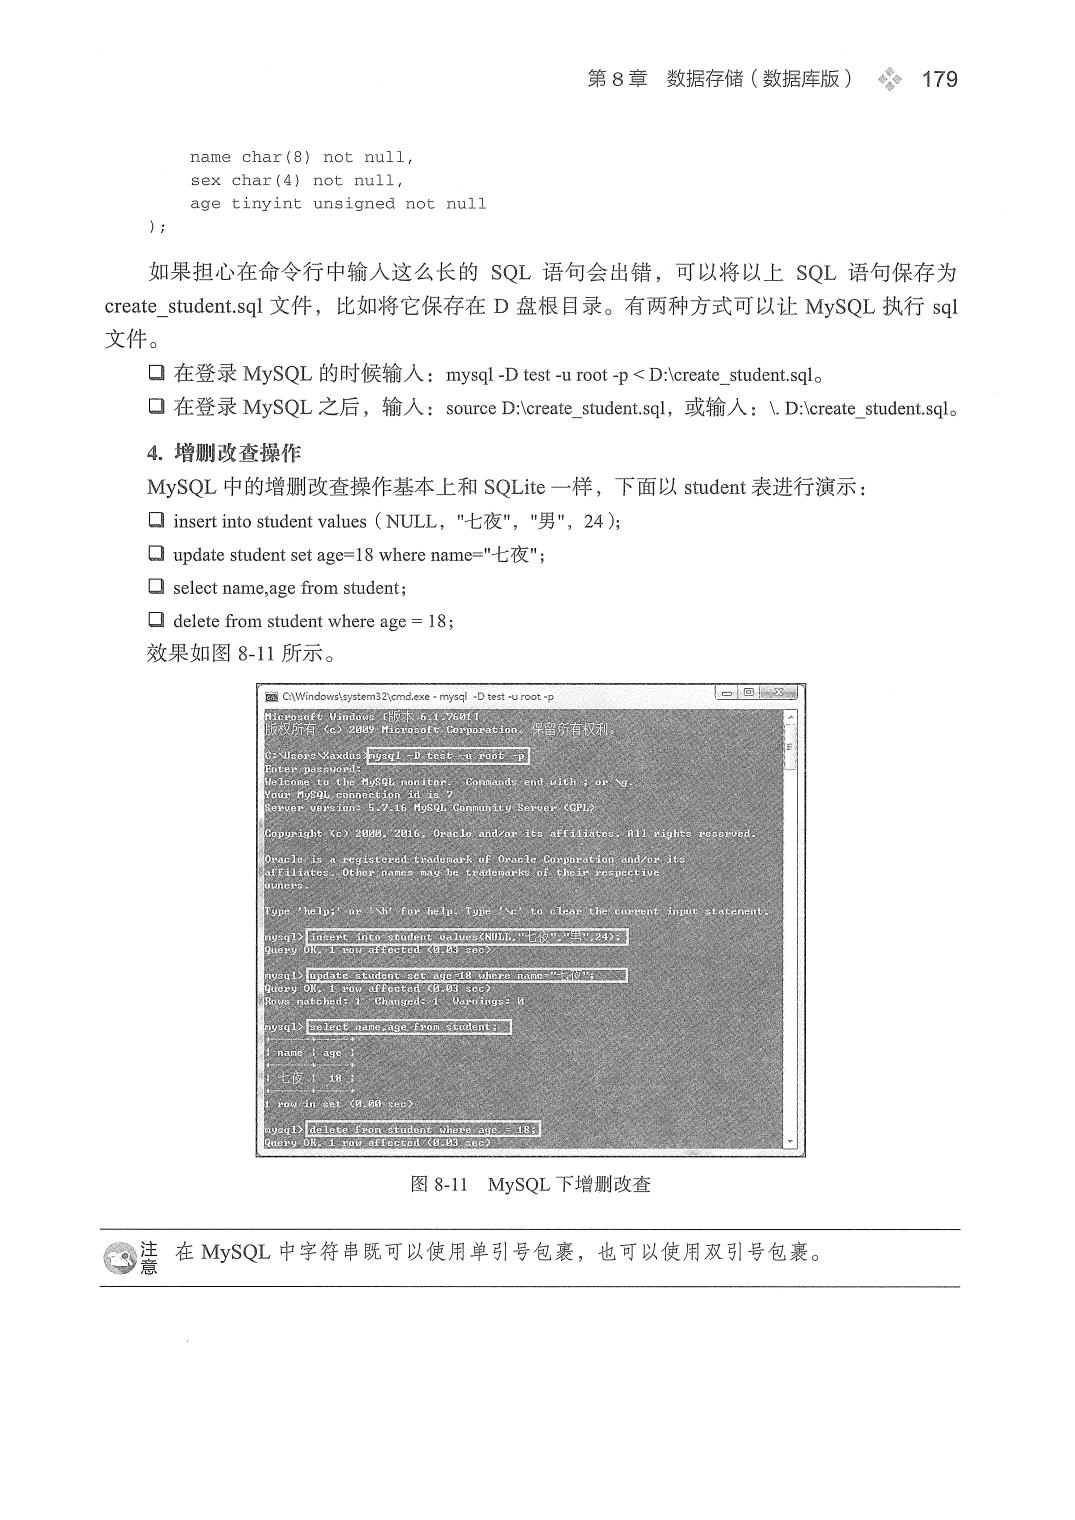 第 8 章 数据存储（数据库版） 179
name char(8) not null,
sex char(4) not null,
age tinyint unsigned not null
);
如果担心在命令行中输入这么长的 SQL 语句会出错，可以将以上 SQL 语句保存为
create_student.sql 文件，比如将它保存在 D 盘根目录。有两种方式可以让 MySQL 执行 sql
文件。
❑ 在登录 MySQL 的时候输入：mysql -D test -u root -p < D:\create_student.sql。
❑ 在登录 MySQL 之后，输入：source D:\create_student.sql，或输入：\. D:\create_student.sql。
4. 增删改查操作
MySQL 中的增删改查操作基本上和 SQLite 一样，下面以 student 表进行演示：
❑ insert into student values（NULL，"七夜"，"男"，24）；
❑ update student set age=18 where name="七夜"；
❑ select name,age from student；
❑ delete from student where age = 18；
效果如图 8-11 所示。
C:\Windows\system32\cmd.exe - mysql -D test -u root -p
Microsoft Windows [版本 6.1.7601]
版权所有 (c) 2009 Microsoft Corporation。保留所有权利。
C:\Users\Xaxdus>mysql -D test -u root -p
Enter password:
Welcome to the MySQL monitor.  Commands end with ; or \g.
Your MySQL connection id is 7
Server version: 5.7.16 MySQL Community Server (GPL)
Copyright (c) 2000, 2016, Oracle and/or its affiliates. All rights reserved.
Oracle is a registered trademark of Oracle Corporation and/or its
affiliates. Other names may be trademarks of their respective
owners.
Type 'help;' or '\h' for help. Type '\c' to clear the current input statement.
mysql> insert into student values(NULL,"七夜","男",24);
Query OK, 1 row affected (0.03 sec)
mysql> update student set age=18 where name="七夜";
Query OK, 1 row affected (0.03 sec)
Rows matched: 1  Changed: 1  Warnings: 0
mysql> select name,age from student;
+------+-----+
| name | age |
+------+-----+
| 七夜 |  18 |
+------+-----+
1 row in set (0.00 sec)
mysql> delete from student where age = 18;
Query OK, 1 row affected (0.03 sec)
图 8-11 MySQL 下增删改查
注意 在 MySQL 中字符串既可以使用单引号包裹，也可以使用双引号包裹。